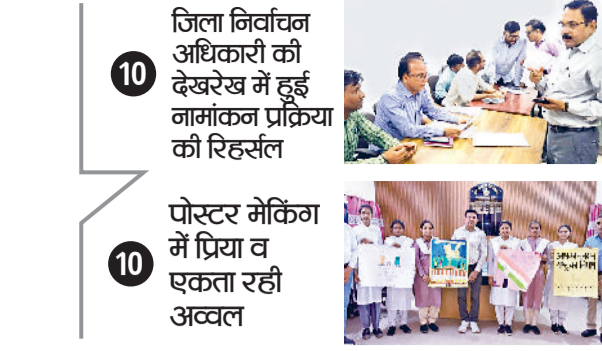 10
जिला निर्वाचन
अधिकारी की
देखरेख में हुई
नामांकन प्रक्रिया
की रिहर्सल
10
पोस्टर मेकिंग
में प्रिया व
एकता रही
अव्वल